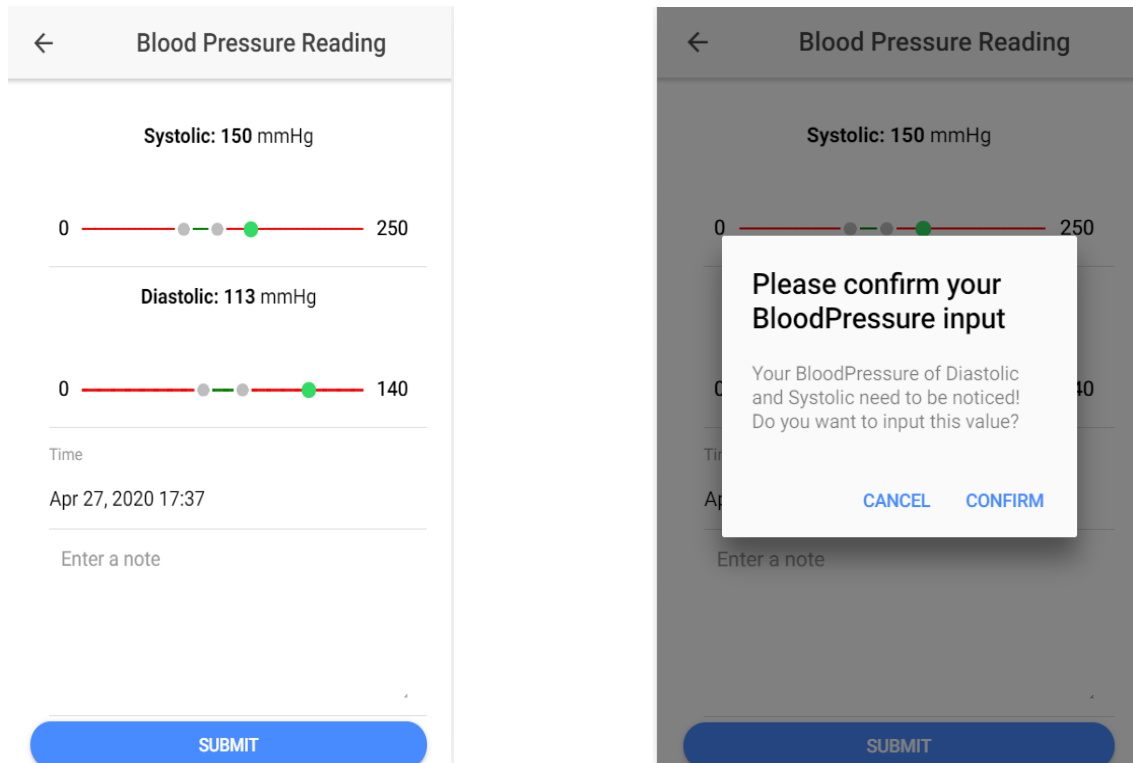 Blood Pressure Reading
Systolic: 150 mmHg
0 250
Diastolic: 113 mmHg
0 140
Time
Apr 27, 2020 17:37
Enter a note
SUBMIT
Blood Pressure Reading
Systolic: 150 mmHg
0 250
Please confirm your
BloodPressure input
Your BloodPressure of Diastolic
and Systolic need to be noticed!
Do you want to input this value?
CANCEL CONFIRM
Enter a note
SUBMIT